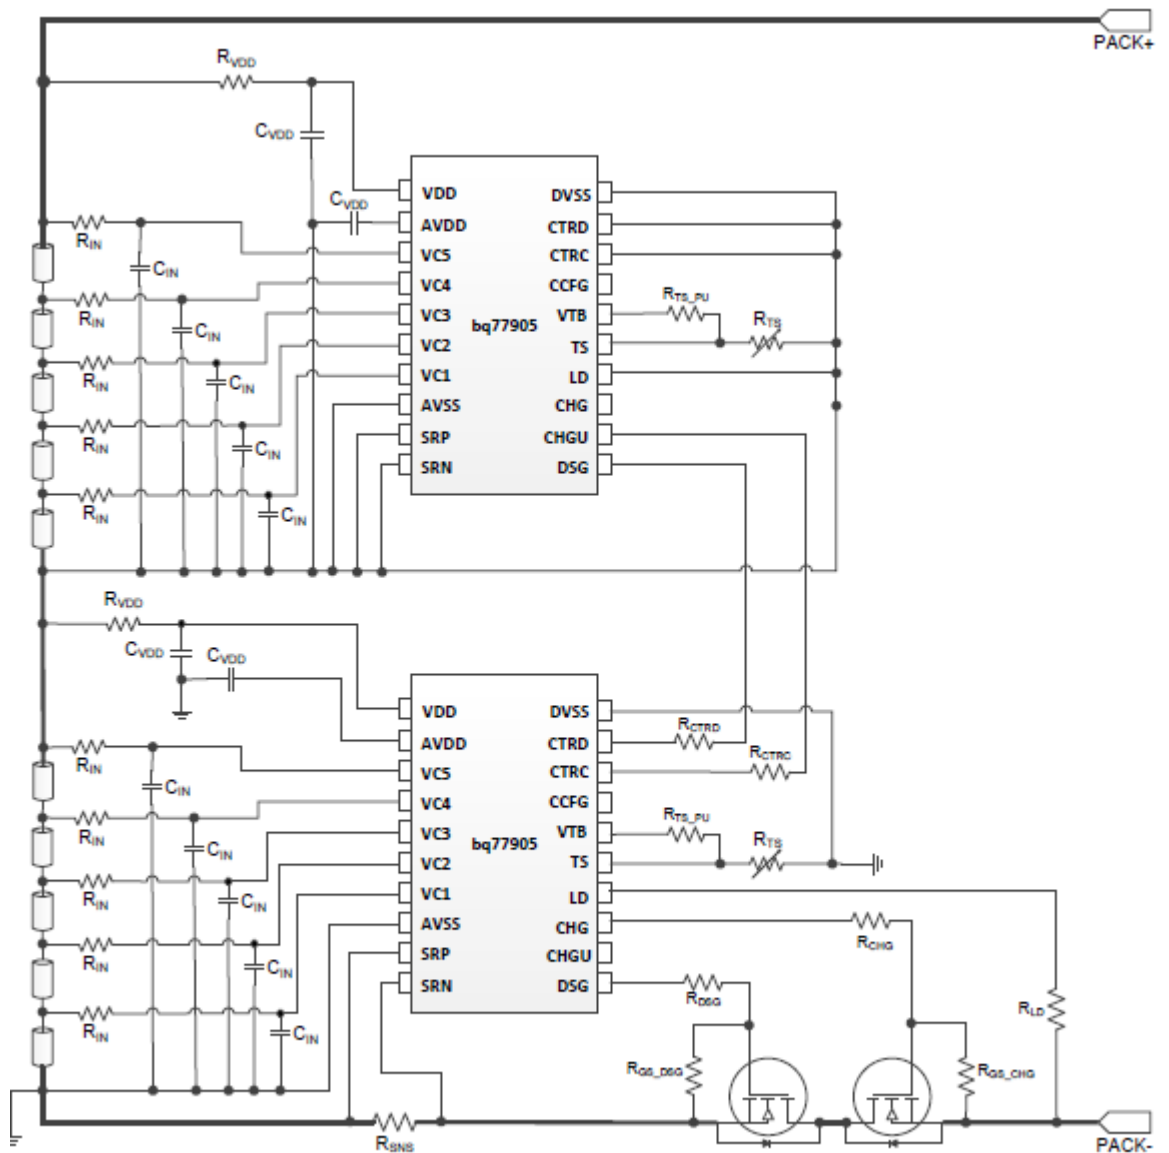 PACK+
RVDD
CVDD
CVDD
VDD
AVDD
VC5
VC4
VC3
VC2
VC1
AVSS
SRP
SRN
bq77905
DVSS
CTRD
CTRC
CCFG
VTB
TS
LD
CHG
CHGU
DSG
RIN
CIN
RIN
CIN
RIN
CIN
RIN
CIN
RIN
CIN
RTS_PU
RTS
RVDD
CVDD
CVDD
VDD
AVDD
VC5
VC4
VC3
VC2
VC1
AVSS
SRP
SRN
bq77905
DVSS
CTRD
CTRC
CCFG
VTB
TS
LD
CHG
CHGU
DSG
RCTRD
RCTRC
RIN
CIN
RIN
CIN
RIN
CIN
RIN
CIN
RIN
CIN
RTS_PU
RTS
RCHG
RDSG
RLD
RGS_DSG
RGS_CHG
RSNS
PACK-